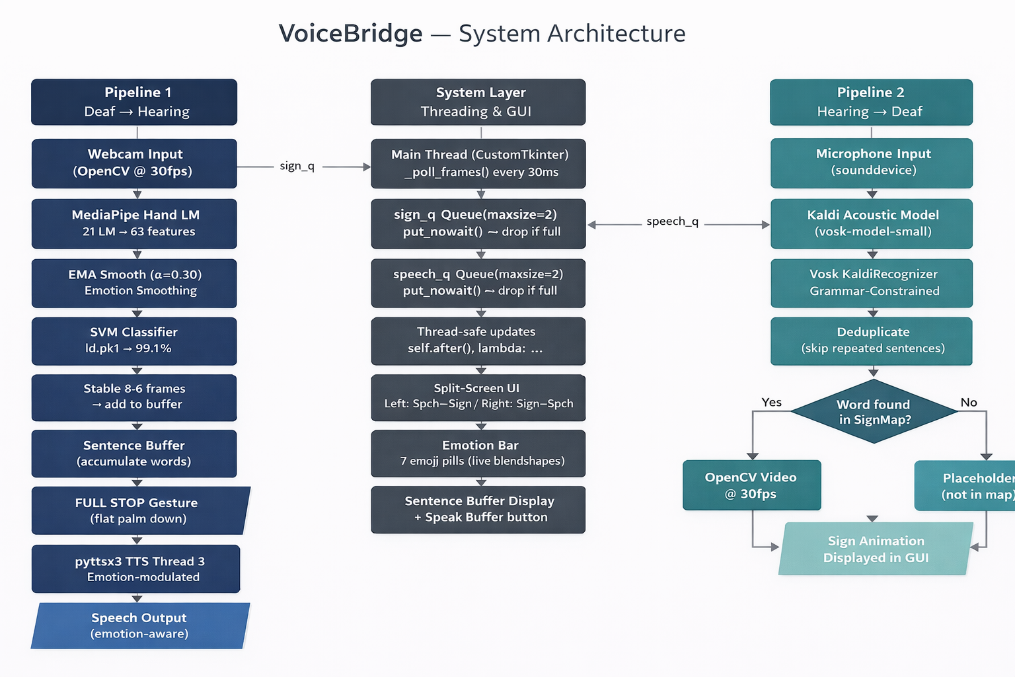 VoiceBridge — System Architecture
Pipeline 1
Deaf → Hearing
Webcam Input
(OpenCV @ 30fps)
MediaPipe Hand LM
21 LM → 63 features
EMA Smooth (α=0.30)
Emotion Smoothing
SVM Classifier
ld.pk1 → 99.1%
Stable 8-6 frames
→ add to buffer
Sentence Buffer
(accumulate words)
FULL STOP Gesture
(flat palm down)
pyttsx3 TTS Thread 3
Emotion-modulated
Speech Output
(emotion-aware)
sign_q
System Layer
Threading & GUI
Main Thread (CustomTkinter)
_poll_frames() every 30ms
sign_q Queue(maxsize=2)
put_nowait() → drop if full
speech_q Queue(maxsize=2)
put_nowait() → drop if full
Thread-safe updates
self.after(), lambda: ...
Split-Screen UI
Left: Spch—Sign / Right: Sign—Spch
Emotion Bar
7 emoji pills (live blendshapes)
Sentence Buffer Display
+ Speak Buffer button
speech_q
Pipeline 2
Hearing → Deaf
Microphone Input
(sounddevice)
Kaldi Acoustic Model
(vosk-model-small)
Vosk KaldiRecognizer
Grammar-Constrained
Deduplicate
(skip repeated sentences)
Word found
in SignMap?
Yes
No
OpenCV Video
@ 30fps
Placeholder
(not in map)
Sign Animation
Displayed in GUI